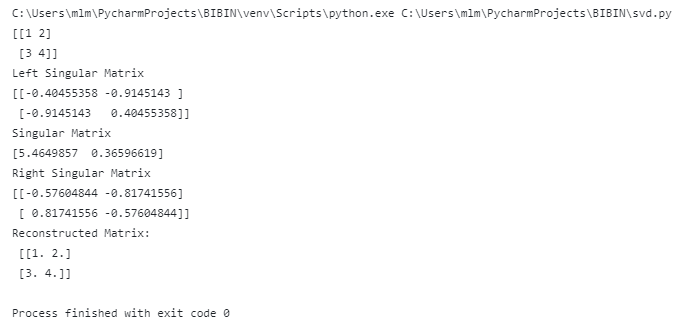 C:\Users\mlm\PycharmProjects\BIBIN\venv\Scripts\python.exe C:\Users\mlm\PycharmProjects\BIBIN\svd.py
[[1 2]
 [3 4]]
Left Singular Matrix
[[-0.40455358 -0.9145143 ]
 [-0.9145143   0.40455358]]
Singular Matrix
[5.4649857  0.36596619]
Right Singular Matrix
[[-0.57604844 -0.81741556]
 [ 0.81741556 -0.57604844]]
Reconstructed Matrix:
 [[1. 2.]
 [3. 4.]]
Process finished with exit code 0